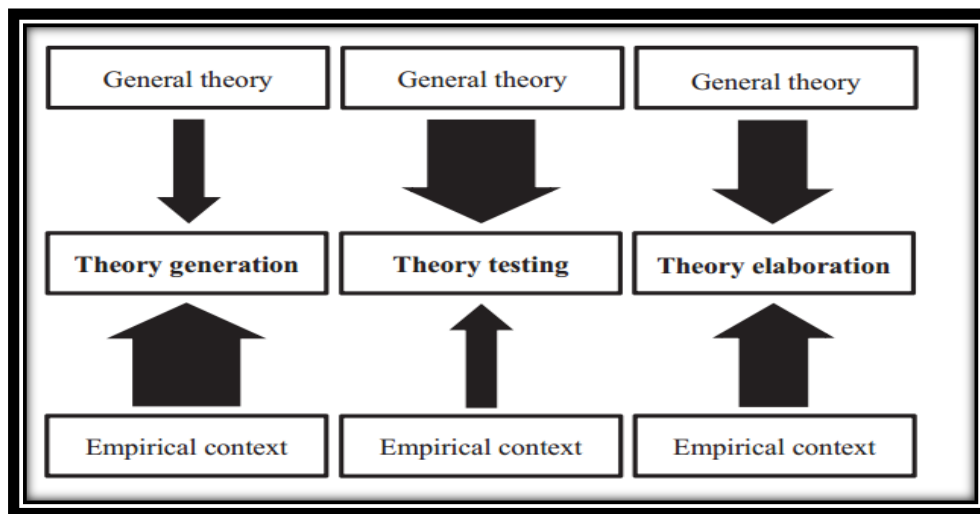 General theory
General theory
General theory
Theory generation
Theory testing
Theory elaboration
Empirical context
Empirical context
Empirical context